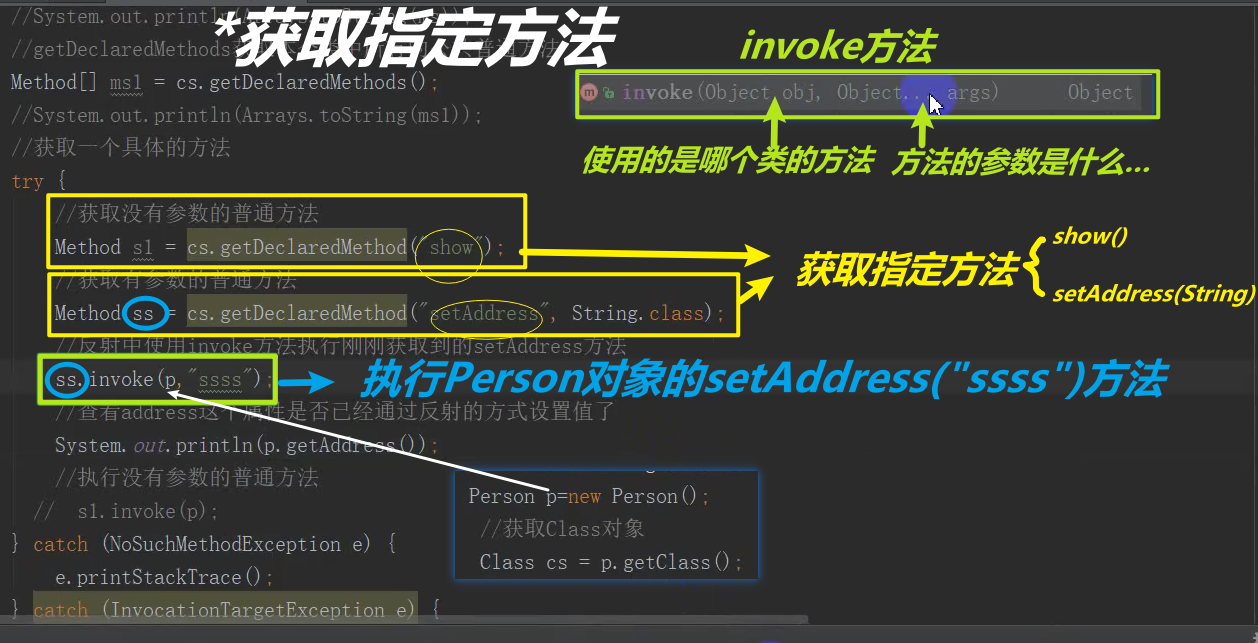 //System.out.println(Arrays.
*获取指定方法
//getDeclaredMethods
Method[] ms1 = cs.getDeclaredMethods();
//System.out.println(Arrays.toString(ms1));
//获取一个具体的方法
invoke方法
m invoke(Object obj, Object... args) Object
使用的是哪个类的方法 方法的参数是什么...
try {
//获取没有参数的普通方法
Method s1 = cs.getDeclaredMethod("show");
//获取有参数的普通方法
Method ss = cs.getDeclaredMethod("setAddress", String.class);
获取指定方法
show()
setAddress(String)
//反射中使用invoke方法执行刚刚获取到的setAddress方法
ss.invoke(p,"ssss");
执行Person对象的setAddress("ssss")方法
//查看address这个属性是否已经通过反射的方式设置值了
System.out.println(p.getAddress());
//执行没有参数的普通方法
// s1.invoke(p);
Person p=new Person();
//获取Class对象
Class cs = p.getClass();
} catch (NoSuchMethodException e) {
e.printStackTrace();
} catch (InvocationTargetException e) {